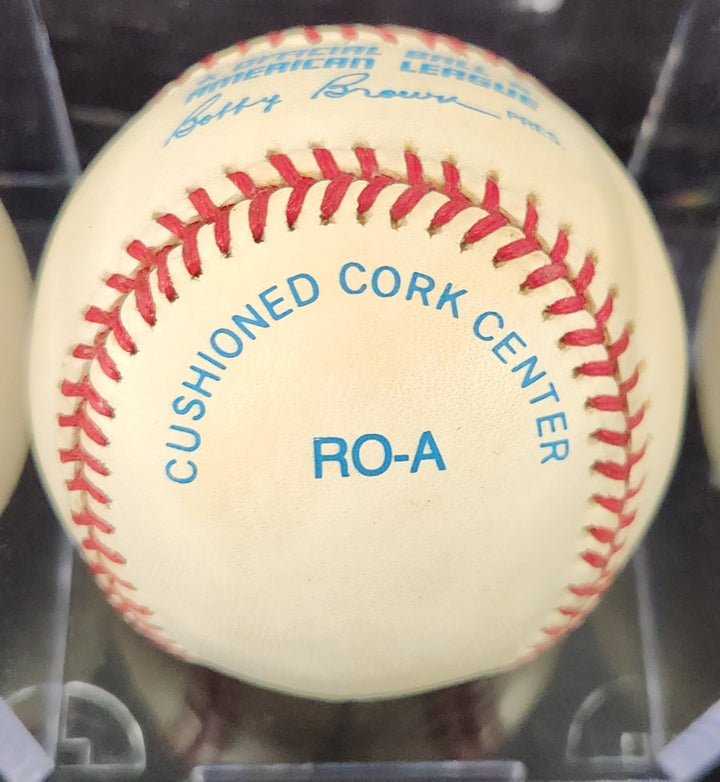 OFFICIAL BALL
AMERICAN LEAGUE
Bobby Brown PRES.
CUSHIONED CORK CENTER
RO-A